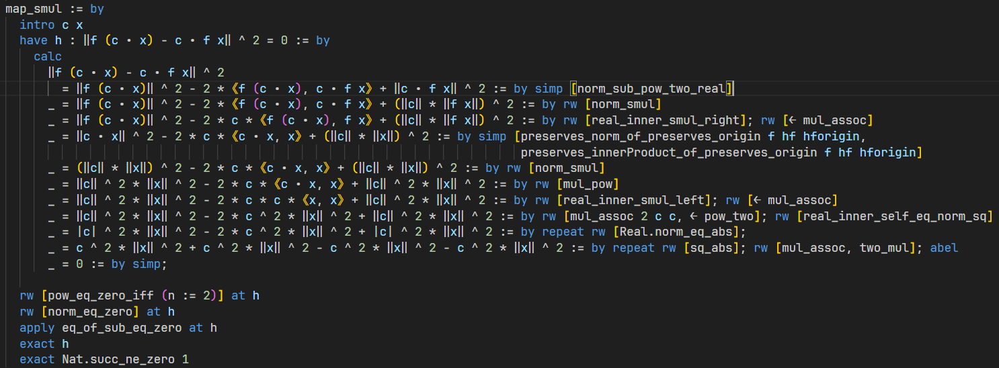 map_smul := by
intro c x
have h : ‖f (c • x) - c • f x‖ ^ 2 = 0 := by
calc
‖f (c • x) - c • f x‖ ^ 2
= ‖f (c • x)‖ ^ 2 - 2 * 《f (c • x), c • f x》 + ‖c • f x‖ ^ 2 := by simp [norm_sub_pow_two_real]
_ = ‖f (c • x)‖ ^ 2 - 2 * 《f (c • x), c • f x》 + (‖c‖ * ‖f x‖) ^ 2 := by rw [norm_smul]
_ = ‖f (c • x)‖ ^ 2 - 2 * c * 《f (c • x), f x》 + (‖c‖ * ‖f x‖) ^ 2 := by rw [real_inner_smul_right]; rw [← mul_assoc]
_ = ‖c • x‖ ^ 2 - 2 * c * 《c • x, x》 + (‖c‖ * ‖x‖) ^ 2 := by simp [preserves_norm_of_preserves_origin f hf hforigin,
preserves_innerProduct_of_preserves_origin f hf hforigin]
_ = (‖c‖ * ‖x‖) ^ 2 - 2 * c * 《c • x, x》 + (‖c‖ * ‖x‖) ^ 2 := by rw [norm_smul]
_ = ‖c‖ ^ 2 * ‖x‖ ^ 2 - 2 * c * 《c • x, x》 + ‖c‖ ^ 2 * ‖x‖ ^ 2 := by rw [mul_pow]
_ = ‖c‖ ^ 2 * ‖x‖ ^ 2 - 2 * c * c * 《x, x》 + ‖c‖ ^ 2 * ‖x‖ ^ 2 := by rw [real_inner_smul_left]; rw [← mul_assoc]
_ = ‖c‖ ^ 2 * ‖x‖ ^ 2 - 2 * c ^ 2 * ‖x‖ ^ 2 + ‖c‖ ^ 2 * ‖x‖ ^ 2 := by rw [mul_assoc 2 c c, ← pow_two]; rw [real_inner_self_eq_norm_sq]
_ = |c| ^ 2 * ‖x‖ ^ 2 - 2 * c ^ 2 * ‖x‖ ^ 2 + |c| ^ 2 * ‖x‖ ^ 2 := by repeat rw [Real.norm_eq_abs];
_ = c ^ 2 * ‖x‖ ^ 2 + c ^ 2 * ‖x‖ ^ 2 - c ^ 2 * ‖x‖ ^ 2 - c ^ 2 * ‖x‖ ^ 2 := by repeat rw [sq_abs]; rw [mul_assoc, two_mul]; abel
_ = 0 := by simp;
rw [pow_eq_zero_iff (n := 2)] at h
rw [norm_eq_zero] at h
apply eq_of_sub_eq_zero at h
exact h
exact Nat.succ_ne_zero 1